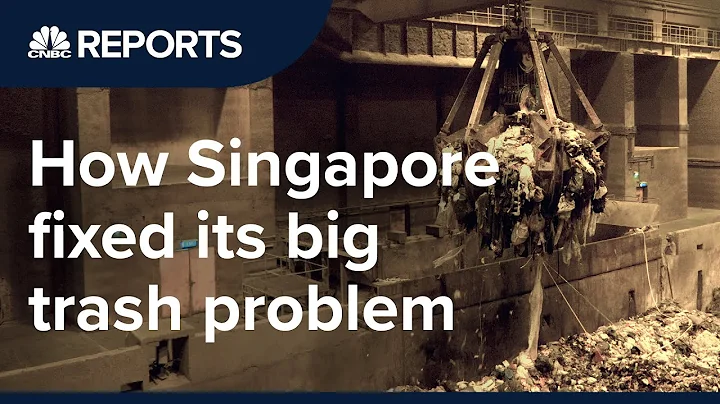 CNBC REPORTS
How Singapore
fixed its big
trash problem